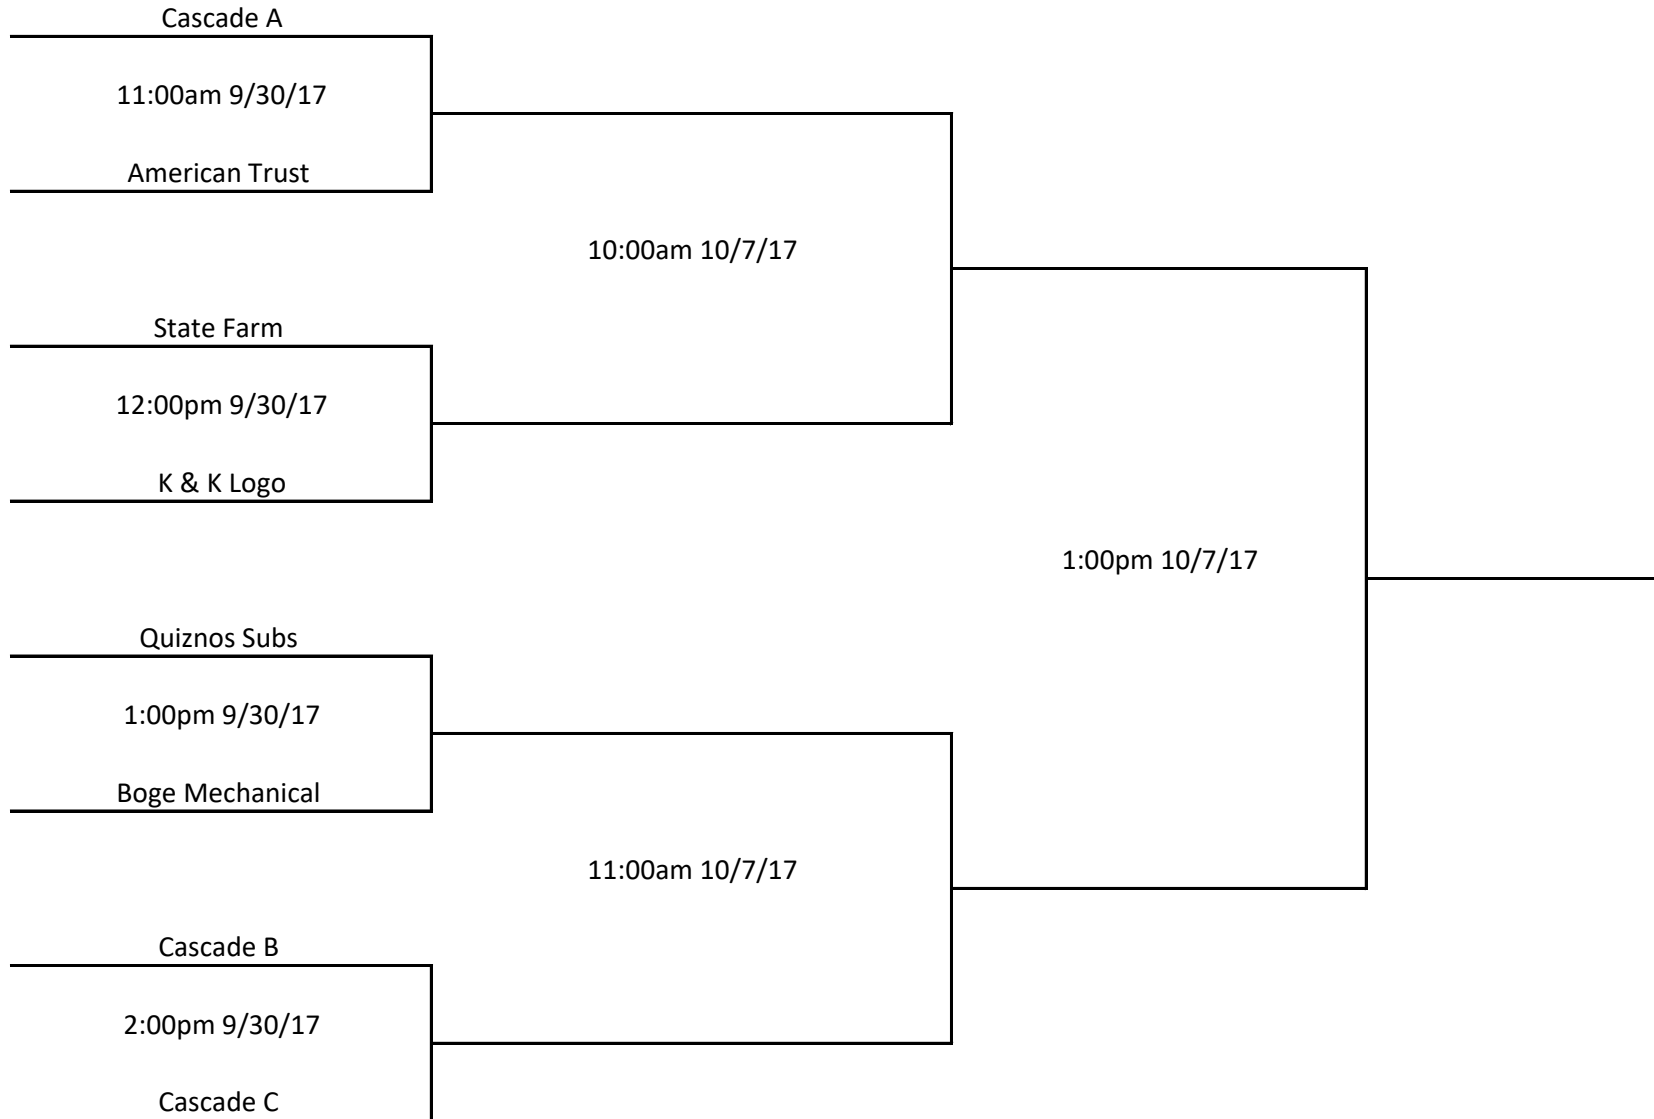 Cascade A
11:00am 9/30/17
American Trust
10:00am 10/7/17
State Farm
12:00pm 9/30/17
K & K Logo
1:00pm 10/7/17
Quiznos Subs
1:00pm 9/30/17
Boge Mechanical
11:00am 10/7/17
Cascade B
2:00pm 9/30/17
Cascade C